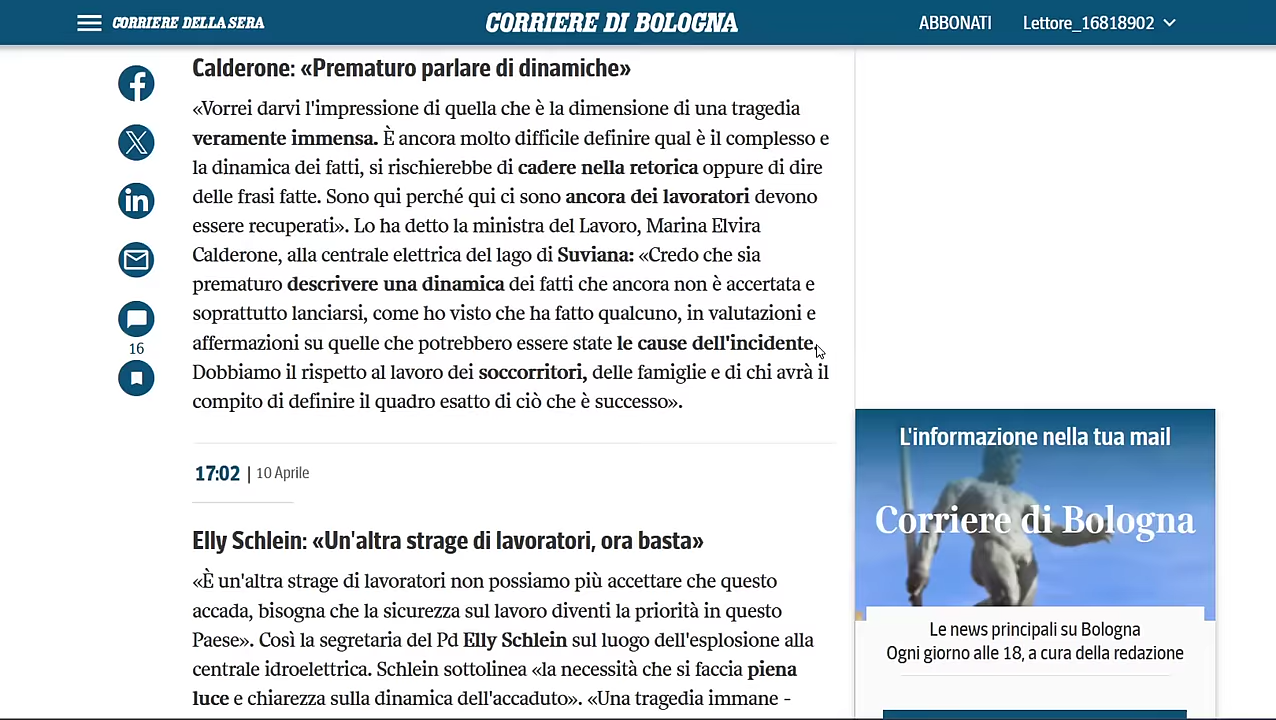 CORRIERE DELLA SERA
CORRIERE DI BOLOGNA
ABBONATI
Lettore_16818902
Calderone: «Prematuro parlare di dinamiche»
«Vorrei darvi l'impressione di quella che è la dimensione di una tragedia
veramente immensa. È ancora molto difficile definire qual è il complesso e
la dinamica dei fatti, si rischierebbe di cadere nella retorica oppure di dire
delle frasi fatte. Sono qui perché qui ci sono ancora dei lavoratori devono
essere recuperati». Lo ha detto la ministra del Lavoro, Marina Elvira
Calderone, alla centrale elettrica del lago di Suviana: «Credo che sia
prematuro descrivere una dinamica dei fatti che ancora non è accertata e
soprattutto lanciarsi, come ho visto che ha fatto qualcuno, in valutazioni e
affermazioni su quelle che potrebbero essere state le cause dell'incidente.
Dobbiamo il rispetto al lavoro dei soccorritori, delle famiglie e di chi avrà il
compito di definire il quadro esatto di ciò che è successo».
16
17:02 | 10 Aprile
Elly Schlein: «Un'altra strage di lavoratori, ora basta»
«È un'altra strage di lavoratori non possiamo più accettare che questo
accada, bisogna che la sicurezza sul lavoro diventi la priorità in questo
Paese». Così la segretaria del Pd Elly Schlein sul luogo dell'esplosione alla
centrale idroelettrica. Schlein sottolinea «la necessità che si faccia piena
luce e chiarezza sulla dinamica dell'accaduto». «Una tragedia immane -
L'informazione nella tua mail
Corriere di Bologna
Le news principali su Bologna
Ogni giorno alle 18, a cura della redazione